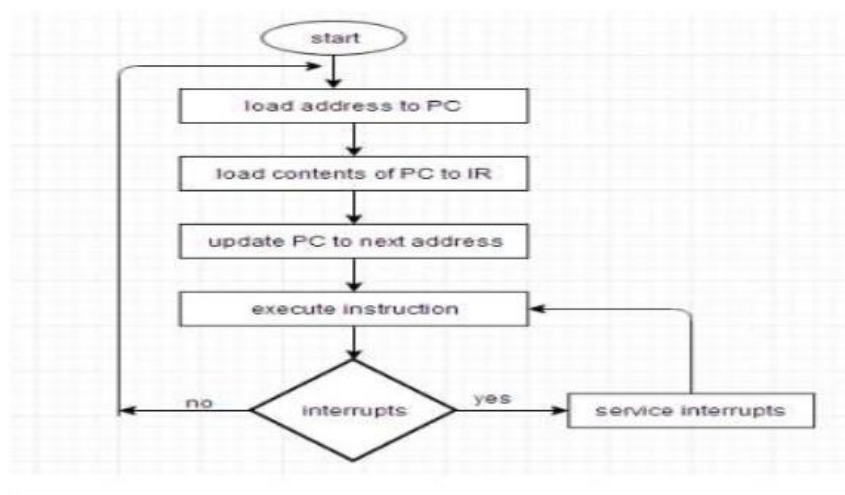 start
load address to PC
load contents of PC to IR
update PC to next address
execute instruction
no
interrupts
yes
service interrupts